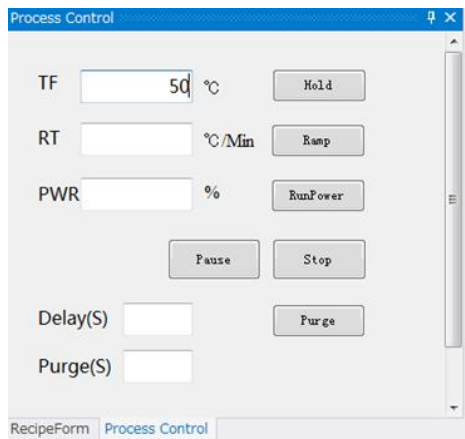 Process Control
TF 50 ℃ Hold
RT ℃/Min Ramp
PWR % RunPower
Pause Stop
Delay(S) Purge
Purge(S)
RecipeForm Process Control